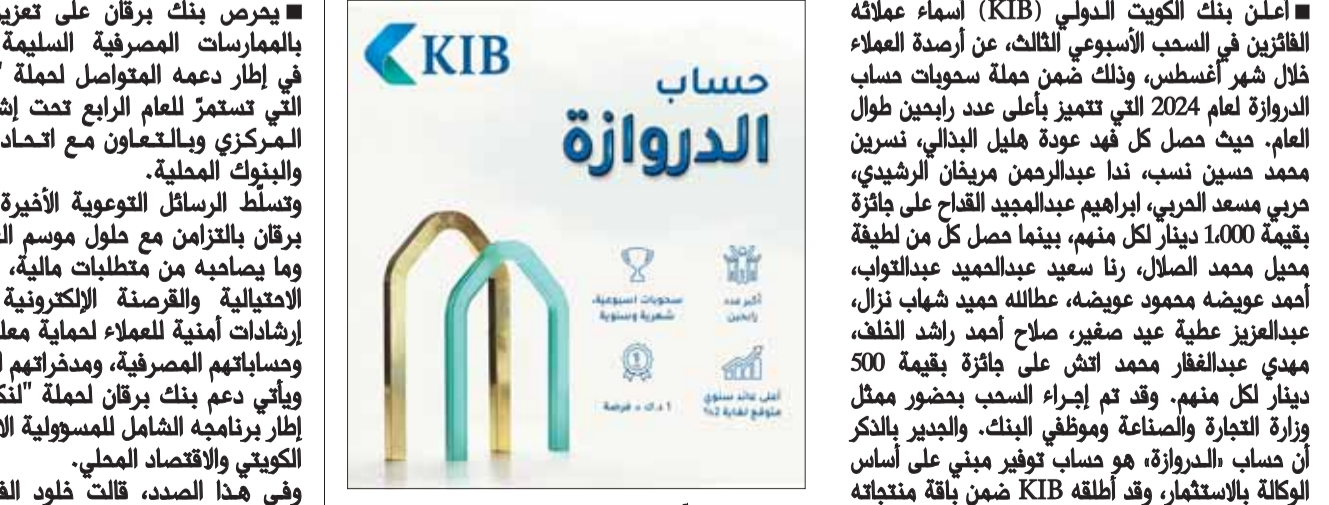 ■ أعلن بنك الكويت الدولي (KIB) أسماء عملائه
الفائزين في السحب الأسبوعي الثالث، عن أرصدة العملاء
خلال شهر أغسطس، وذلك ضمن حملة سحوبات حساب
الدروازة لعام 2024 التي تتميز بأعلى عدد رابحين طوال
العام. حيث حصل كل فهد عودة هليل البذالي، نسرين
محمد حسين نسب، ندا عبدالرحمن مريفان الرشيدي،
حربي مسعد الحربي، ابراهيم عبدالمجيد القداح على جائزة
بقيمة 1،000 دينار لكل منهم، بينما حصل كل من لطيفة
محيل محمد الصلال، رنا سعيد عبدالحميد عبدالتواب،
أحمد عويضه محمود عويضه، عطالله حميد شهاب نزال،
عبدالعزيز عطية عيد صغير، صلاح أحمد راشد الخلف،
مهدي عبدالغفار محمد اتش على جائزة بقيمة 500
دينار لكل منهم. وقد تم إجراء السحب بحضور ممثل
وزارة التجارة والصناعة وموظفي البنك. والجدير بالذكر
أن حساب «الدروازة» هو حساب توفير مبني على أساس
الوكالة بالاستثمار، وقد أطلقه KIB ضمن باقة منتجاته
KIB
حساب
الدروازة
أكبر عدد
رابحين
سحوبات اسبوعية،
شهرية وسنوية
أعلى عائد سنوي
متوقع لغاية 2%
1 د.ك = فرصة
■ يحرص بنك برقان على تعزيز
بالممارسات المصرفية السليمة
في إطار دعمه المتواصل لحملة "
التي تستمرّ للعام الرابع تحت
المركزي وبالتعاون مع اتحاد
والبنوك المحلية.
وتسلّط الرسائل التوعوية الأخيرة
برقان بالتزامن مع حلول موسم
وما يصاحبه من متطلبات مالية،
الاحتيالية والقرصنة الإلكترونية
إرشادات أمنية للعملاء لحماية
وحساباتهم المصرفية، ومدخراتهم
ويأتي دعم بنك برقان لحملة
إطار برنامجه الشامل للمسؤولية
الكويتي والاقتصاد المحلي.
وفي هذا الصدد، قالت خلود